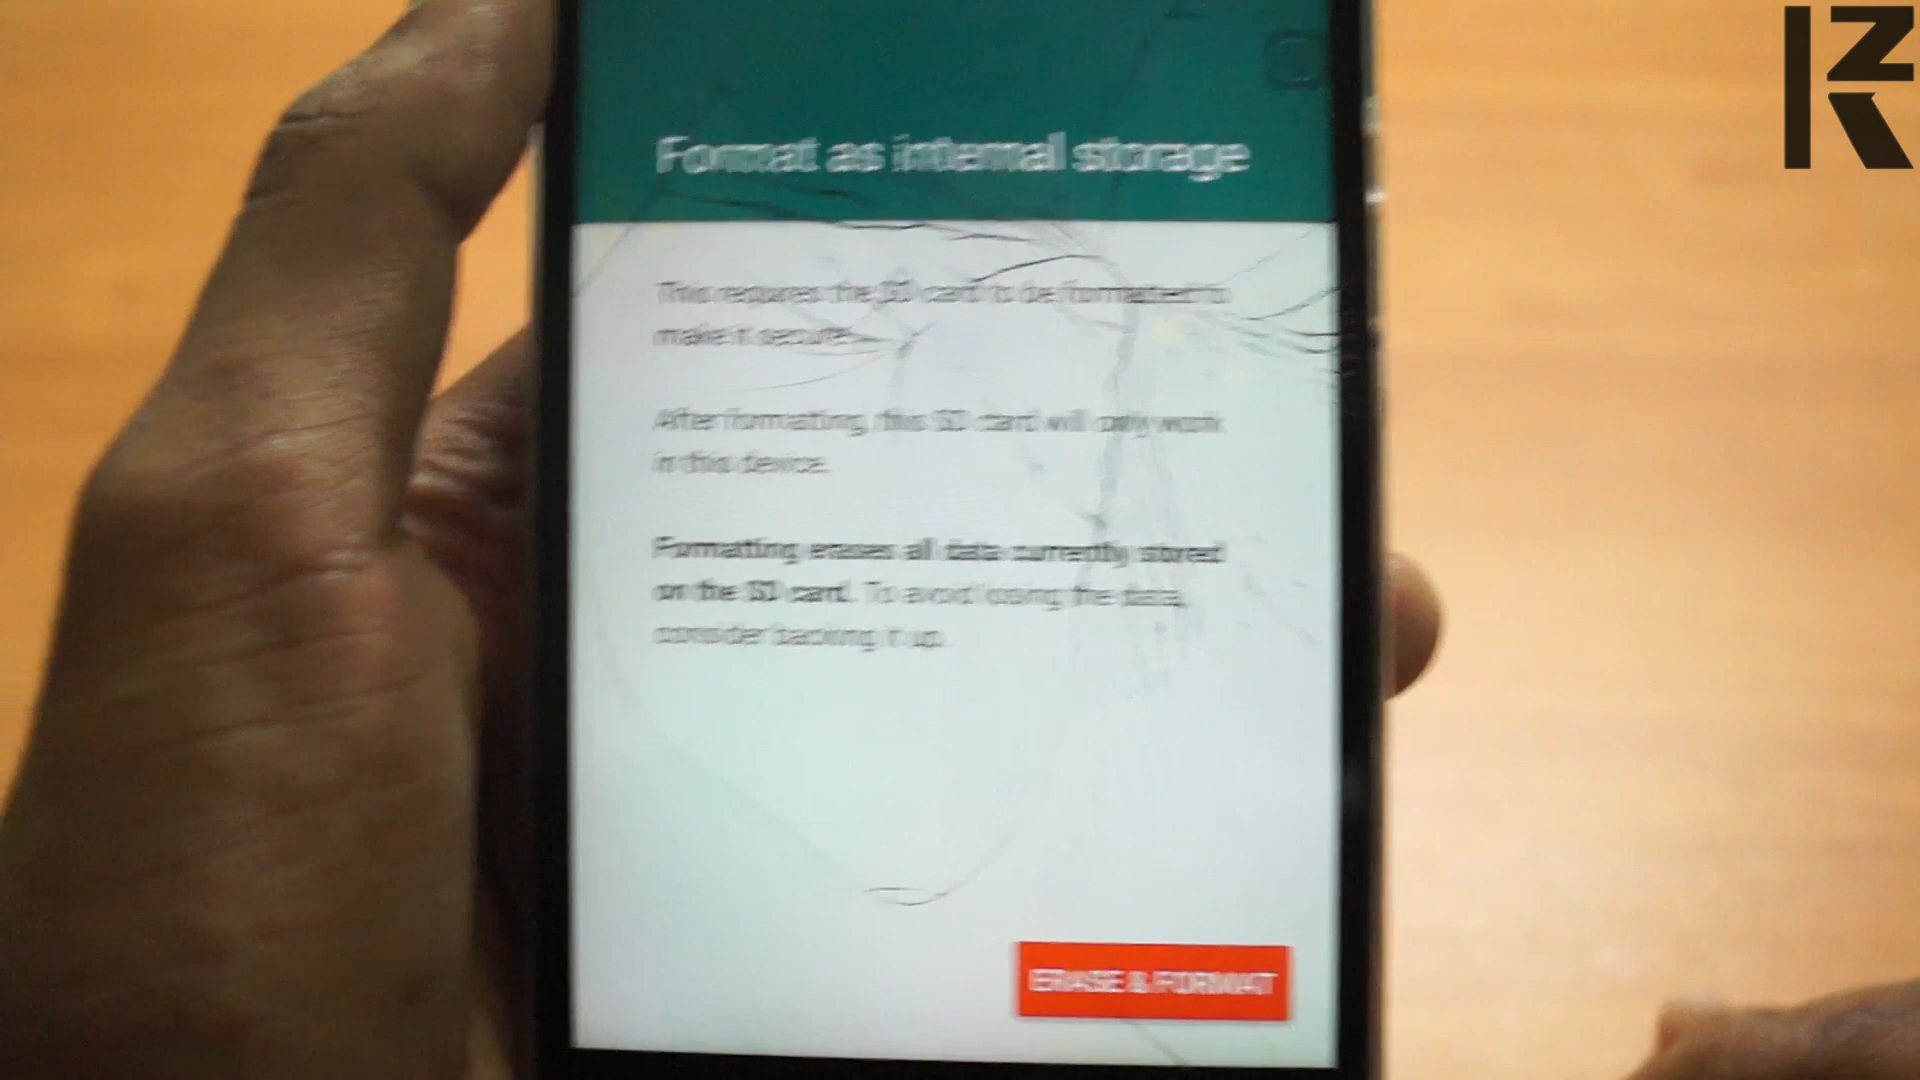 Format as internal storage
This requires the SD card to be formatted to
make it secure.
After formatting, this SD card will only work
in this device.
Formatting erases all data currently stored
on the SD card. To avoid losing the data,
consider backing it up.
ERASE & FORMAT